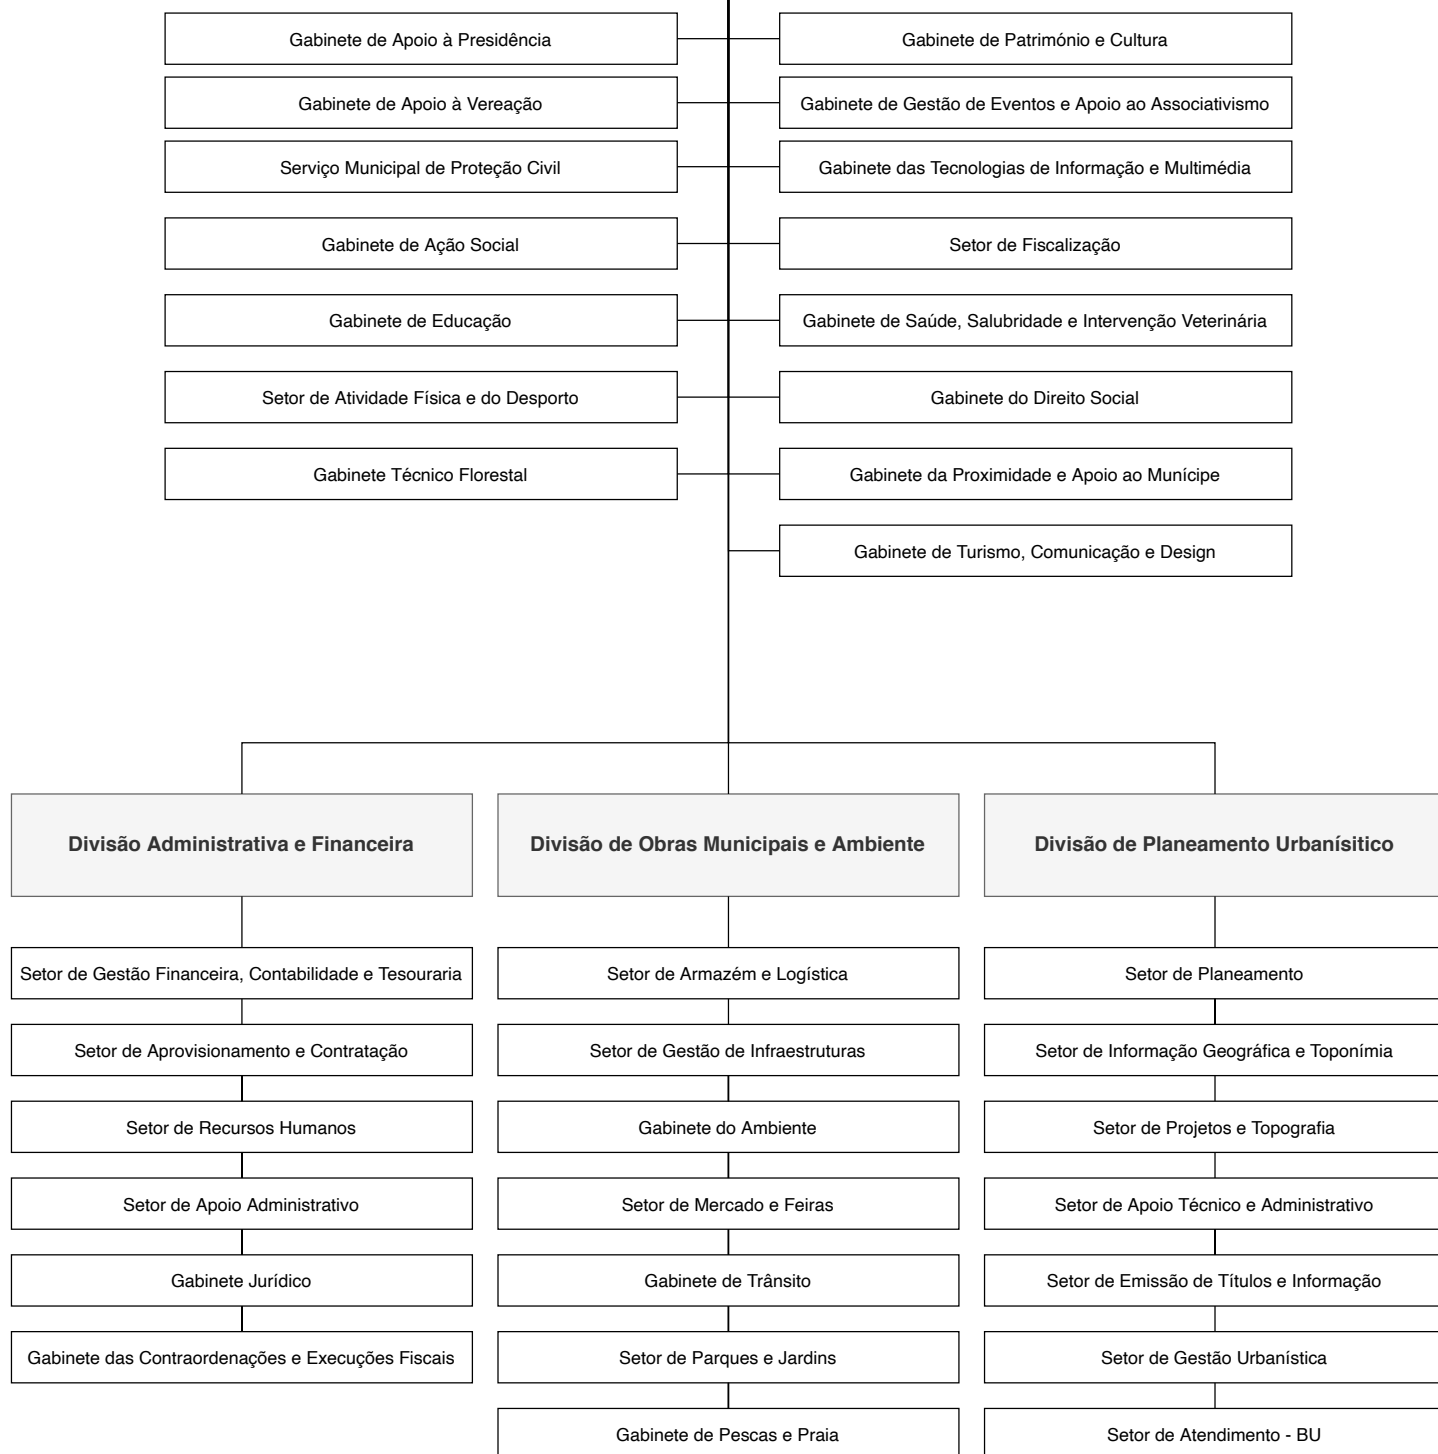 Gabinete de Apoio à Presidência
Gabinete de Património e Cultura
Gabinete de Apoio à Vereação
Gabinete de Gestão de Eventos e Apoio ao Associativismo
Serviço Municipal de Proteção Civil
Gabinete das Tecnologias de Informação e Multimédia
Gabinete de Ação Social
Setor de Fiscalização
Gabinete de Educação
Gabinete de Saúde, Salubridade e Intervenção Veterinária
Setor de Atividade Física e do Desporto
Gabinete do Direito Social
Gabinete Técnico Florestal
Gabinete da Proximidade e Apoio ao Munícipe
Gabinete de Turismo, Comunicação e Design
Divisão Administrativa e Financeira
Divisão de Obras Municipais e Ambiente
Divisão de Planeamento Urbanísitico
Setor de Gestão Financeira, Contabilidade e Tesouraria
Setor de Armazém e Logística
Setor de Planeamento
Setor de Aprovisionamento e Contratação
Setor de Gestão de Infraestruturas
Setor de Informação Geográfica e Toponímia
Setor de Recursos Humanos
Gabinete do Ambiente
Setor de Projetos e Topografia
Setor de Apoio Administrativo
Setor de Mercado e Feiras
Setor de Apoio Técnico e Administrativo
Gabinete Jurídico
Gabinete de Trânsito
Setor de Emissão de Títulos e Informação
Gabinete das Contraordenações e Execuções Fiscais
Setor de Parques e Jardins
Setor de Gestão Urbanística
Gabinete de Pescas e Praia
Setor de Atendimento - BU